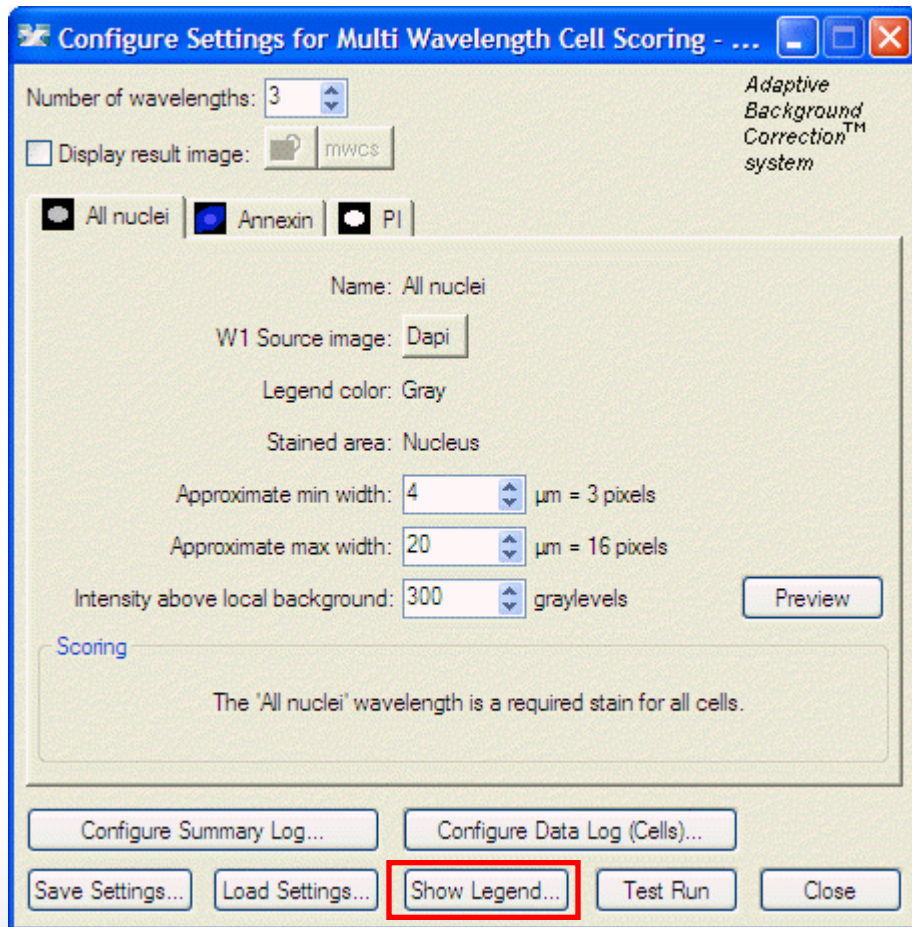 Configure Settings for Multi Wavelength Cell Scoring - ...
Number of wavelengths: 3
Display result image: mwcs
Adaptive
Background
Correction™
system
All nuclei
Annexin
PI
Name: All nuclei
W1 Source image: Dapi
Legend color: Gray
Stained area: Nucleus
Approximate min width: 4 µm = 3 pixels
Approximate max width: 20 µm = 16 pixels
Intensity above local background: 300 graylevels
Preview
Scoring
The 'All nuclei' wavelength is a required stain for all cells.
Configure Summary Log... Configure Data Log (Cells)...
Save Settings... Load Settings... Show Legend... Test Run Close